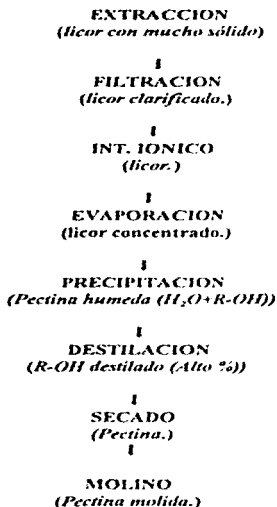 EXTRACCION
(licor con mucho sólido)
FILTRACION
(licor clarificado.)
INT. IONICO
(licor.)
EVAPORACION
(licor concentrado.)
PRECIPITACION
(Pectina humeda (H₂O+R-OH))
DESTILACION
(R-OH destilado (Alto %))
SECADO
(Pectina.)
MOLINO
(Pectina molida.)